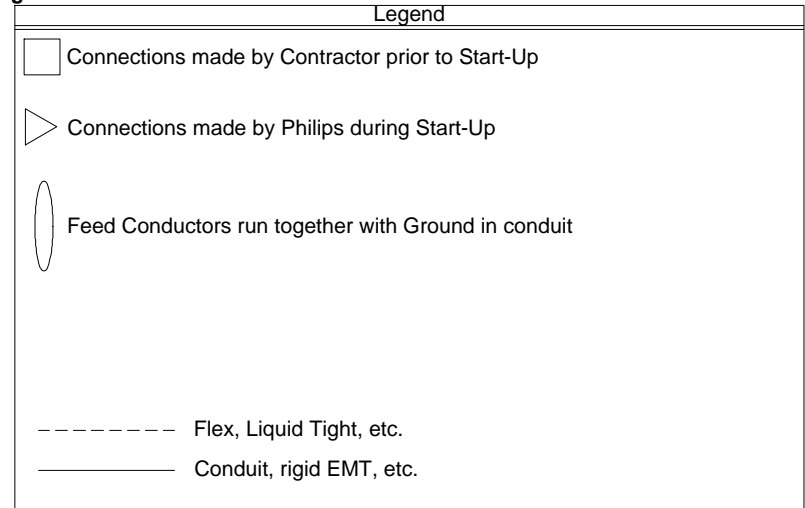 Legend
Connections made by Contractor prior to Start-Up
Connections made by Philips during Start-Up
Feed Conductors run together with Ground in conduit
Flex, Liquid Tight, etc.
Conduit, rigid EMT, etc.